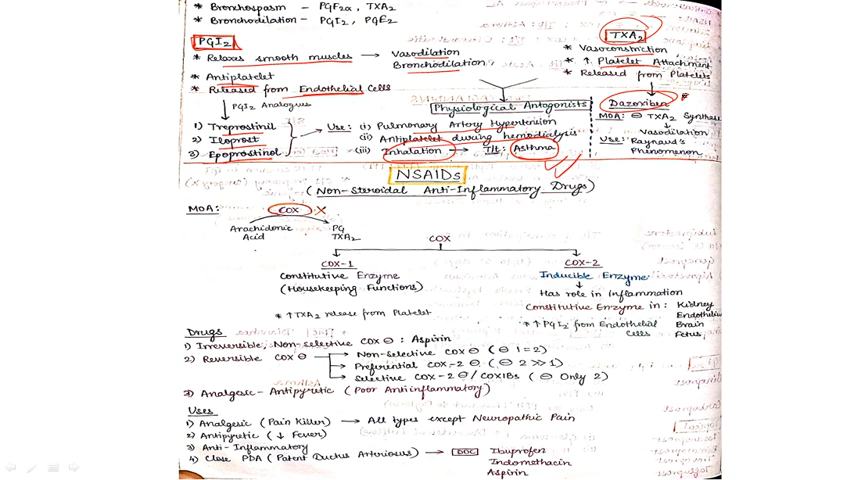 * Bronchospasm - PGF2α, TXA2
* Bronchodilation - PGI2, PGE2
PGI2
* Relaxes smooth muscles → Vasodilation
Bronchodilation
* Antiplatelet
* Released from Endothelial Cells
↓ PGI2 Analogues
1) Treprostinil
2) Iloprost
3) Epoprostinol
→ Use: (i) Pulmonary Artery Hypertension
(ii) Antiplatelet during hemodialysis
(iii) Inhalation → T/t: Asthma
TXA2
* Vasoconstriction
* ↑ Platelet Attachment
* Released from Platelets
Physiological Antagonists
Dazoxiben
MOA: ⊖ TXA2 Synthase
↓
Vasodilation
Use: Raynaud's
Phenomenon
NSAIDs
(Non-Steroidal Anti-Inflammatory Drugs)
MOA:
COX X
Arachidonic Acid
PG
TXA2
COX
COX-1
Constitutive Enzyme
(Housekeeping Functions)
* ↑ TXA2 release from Platelet
COX-2
Inducible Enzyme
↓
Has role in Inflammation
Constitutive Enzyme in: Kidney
Endothelium
Brain
Fetus
* ↑ PGI2 from Endothelial
Cells
Drugs
1) Irreversible, Non-selective COX ⊖: Aspirin
2) Reversible COX ⊖ → Non-Selective COX ⊖ (⊖ 1=2)
→ Preferential COX-2 ⊖ (⊖ 2 >> 1)
→ Selective COX-2 ⊖/COXIBs (⊖ Only 2)
3) Analgesic-Antipyretic (Poor Antiinflammatory)
Uses
1) Analgesic (Pain Killer) → All types except Neuropathic Pain
2) Antipyretic (↓ Fever)
3) Anti-Inflammatory
4) Close PDA (Patent Ductus Arteriosus) → DOC Ibuprofen
Indomethacin
Aspirin